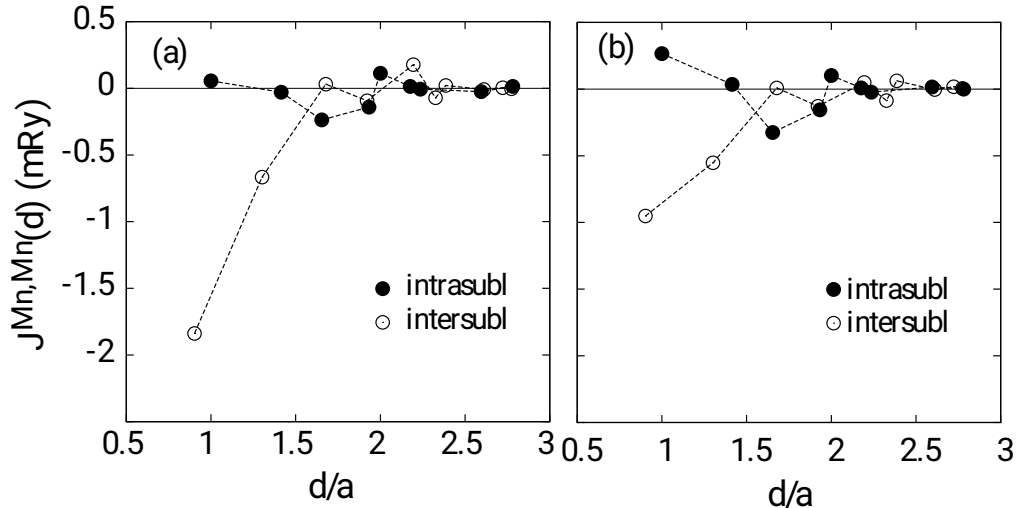 0.5
0
-0.5
-1
-1.5
-2
J^Mn,Mn(d) (mRy)
(a)
intrasubl
intersubl
0.5 1 1.5 2 2.5 3
d/a
(b)
intrasubl
intersubl
0.5 1 1.5 2 2.5 3
d/a